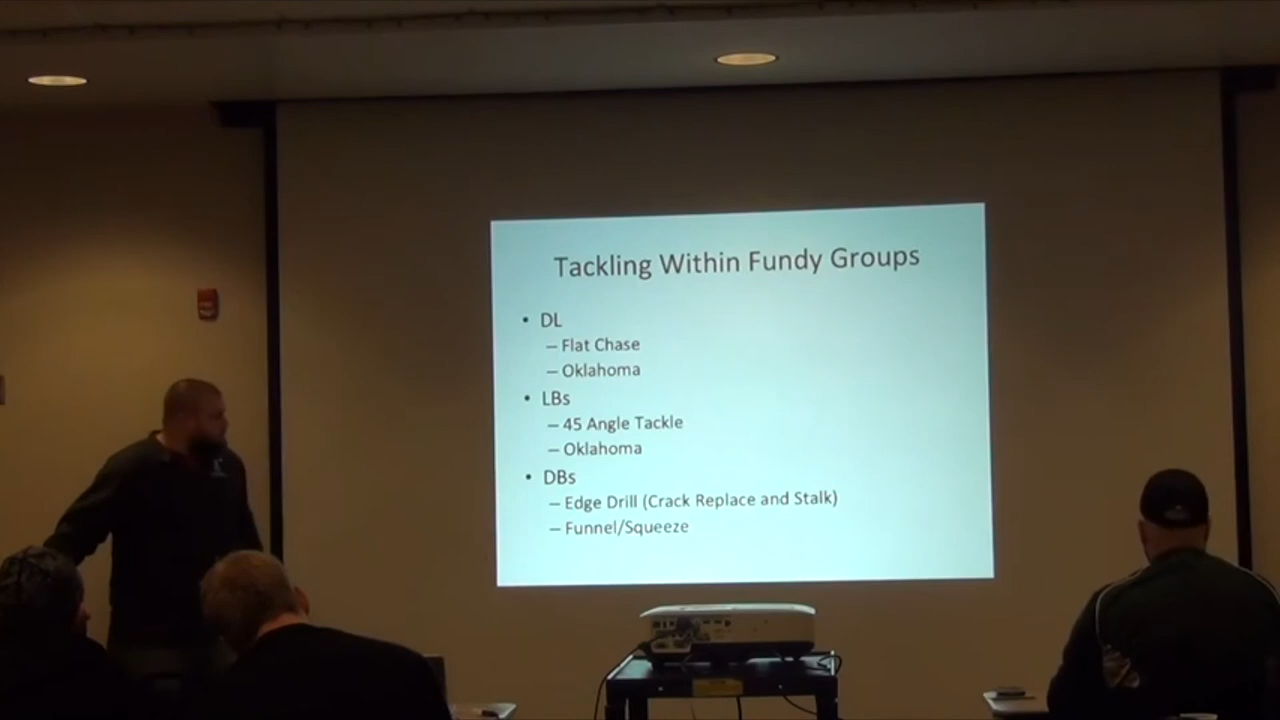 Tackling Within Fundy Groups
• DL
– Flat Chase
– Oklahoma
• LBs
– 45 Angle Tackle
– Oklahoma
• DBs
– Edge Drill (Crack Replace and Stalk)
– Funnel/Squeeze